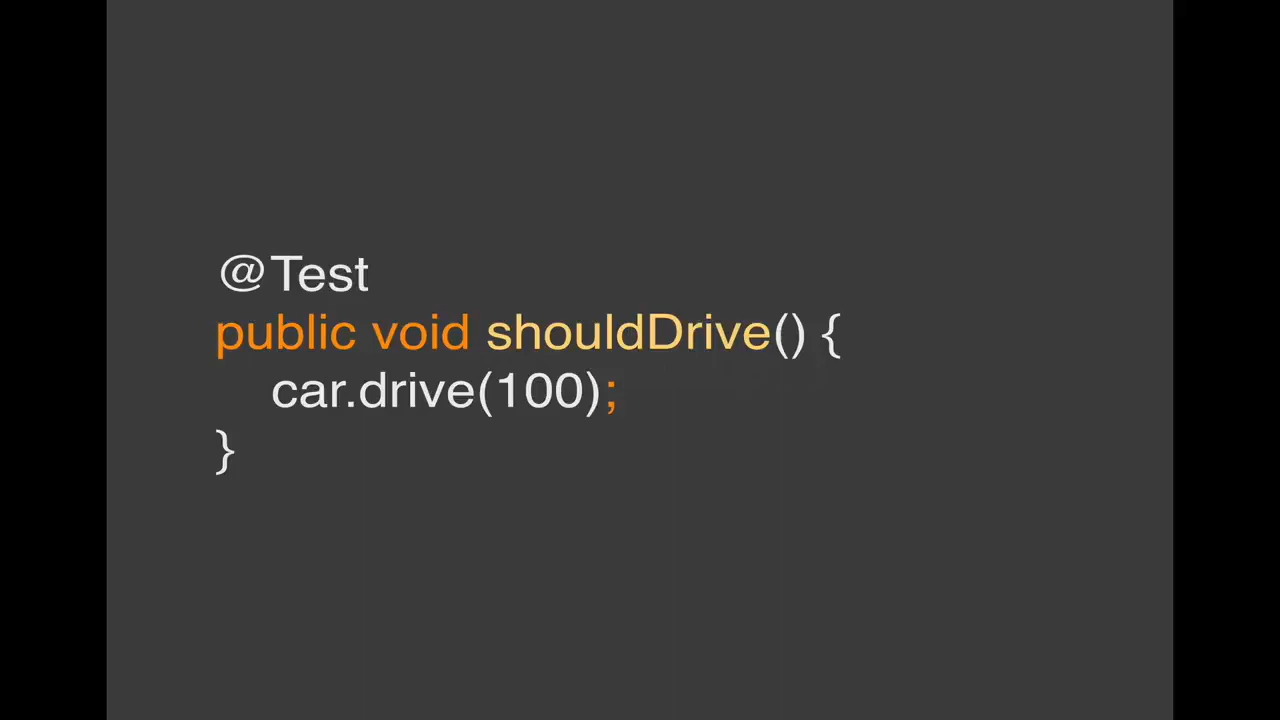 @Test
public void shouldDrive() {
    car.drive(100);
}